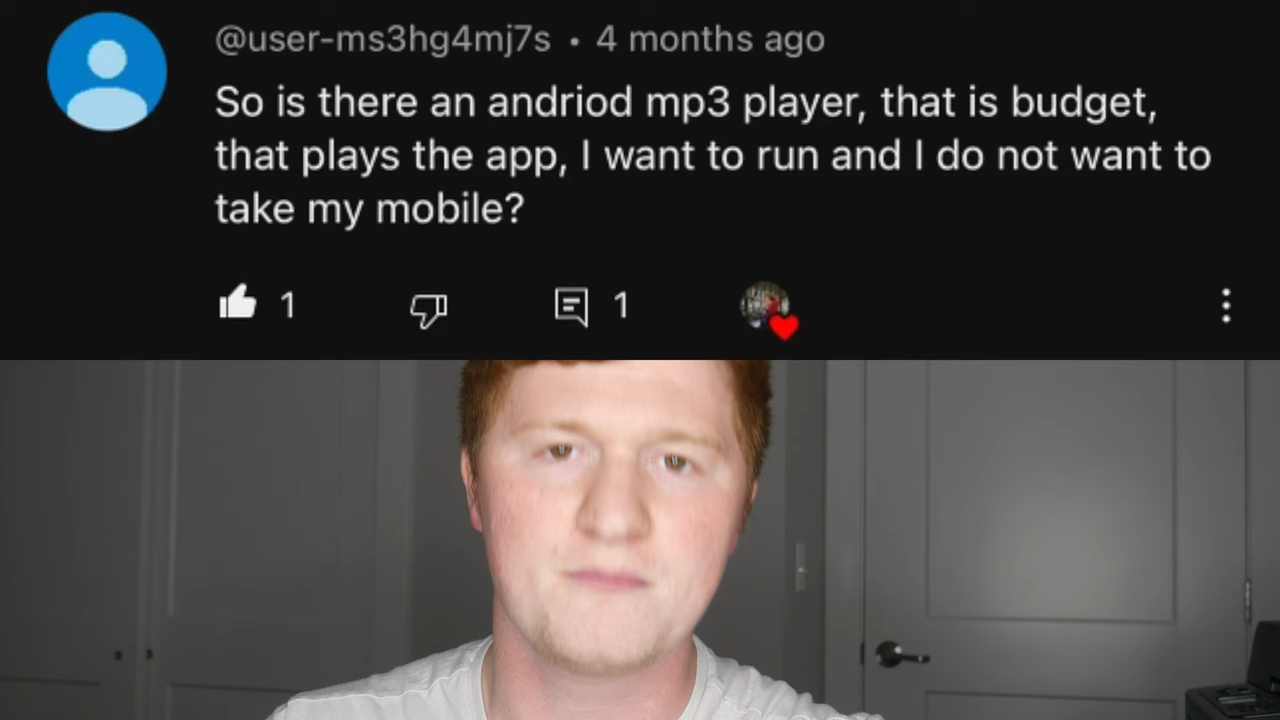 @user-ms3hg4mj7s • 4 months ago
So is there an andriod mp3 player, that is budget,
that plays the app, I want to run and I do not want to
take my mobile?
1
1